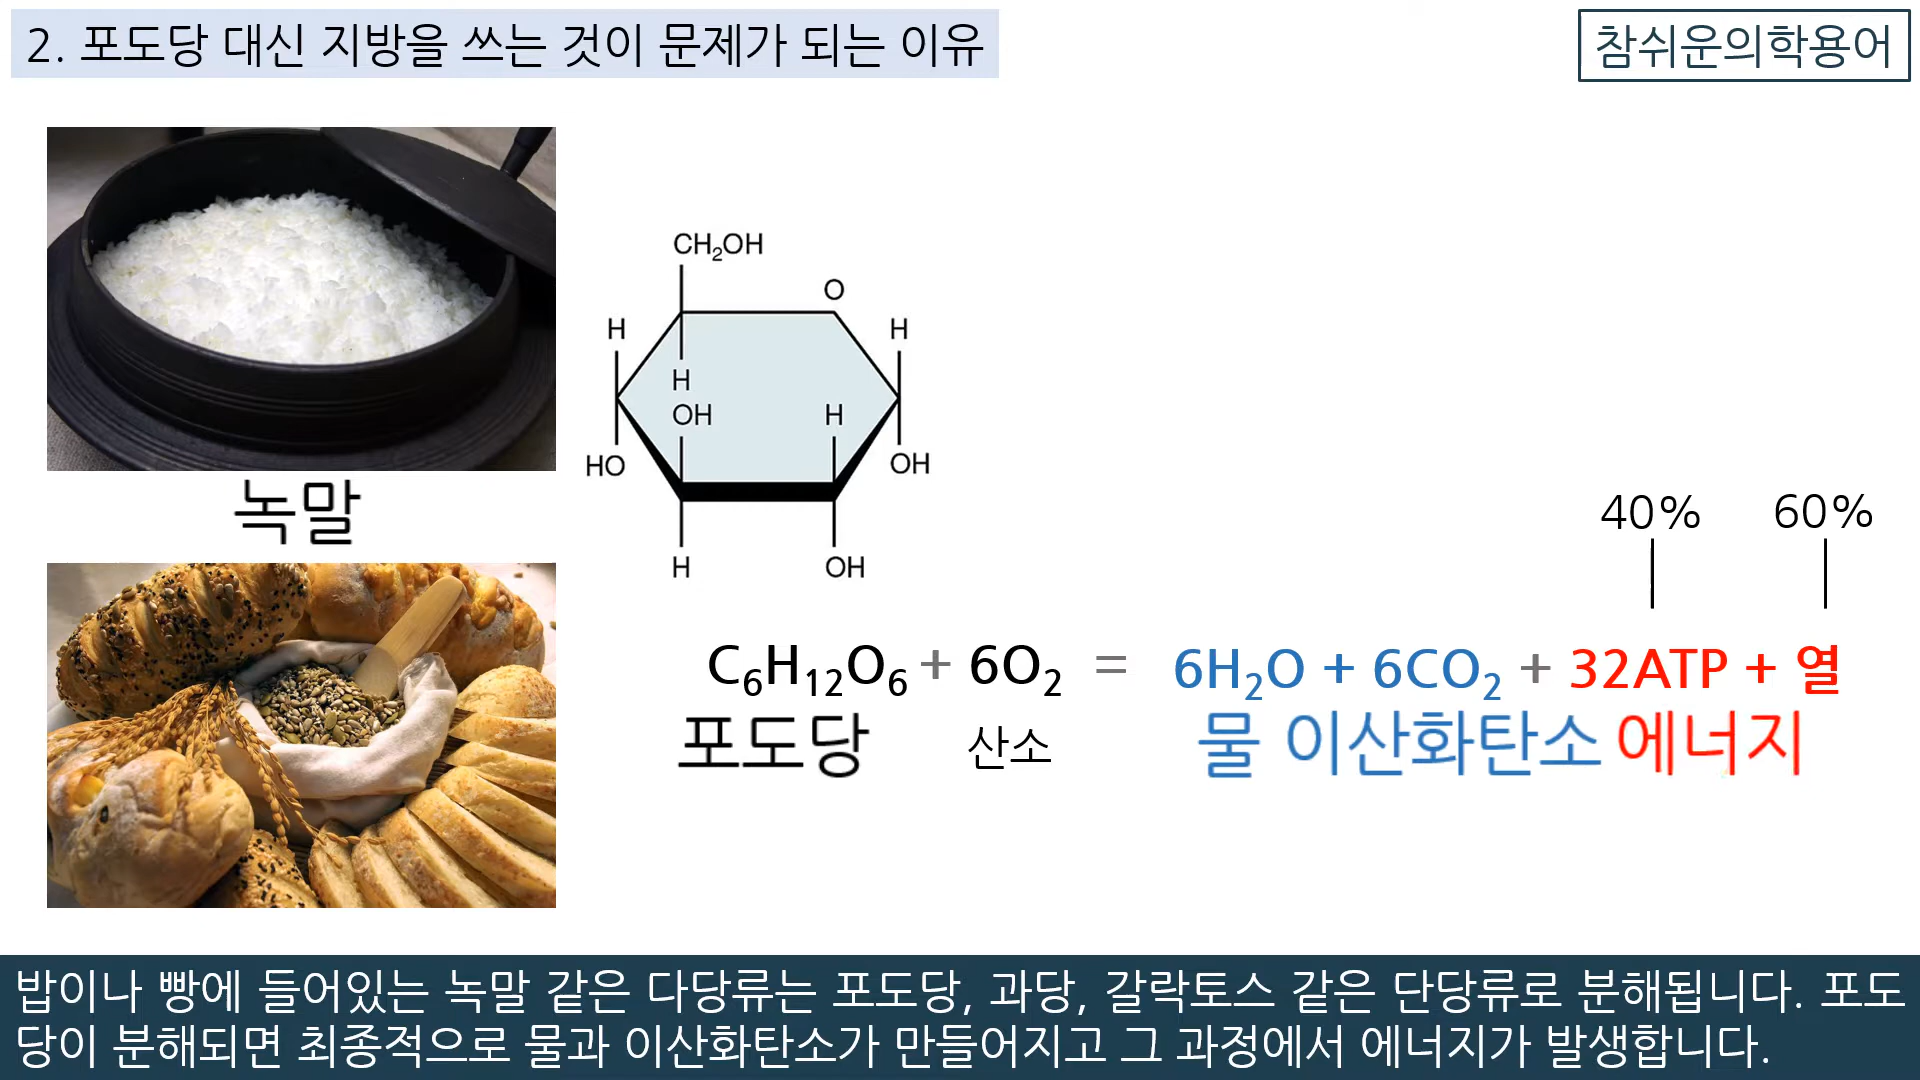 2. 포도당 대신 지방을 쓰는 것이 문제가 되는 이유
참쉬운의학용어
녹말
CH₂OH
O
H
H
H
OH
H
HO
OH
H
OH
40%
60%
C₆H₁₂O₆ + 6O₂ = 6H₂O + 6CO₂ + 32ATP + 열
포도당 산소 물 이산화탄소 에너지
밥이나 빵에 들어있는 녹말 같은 다당류는 포도당, 과당, 갈락토스 같은 단당류로 분해됩니다. 포도
당이 분해되면 최종적으로 물과 이산화탄소가 만들어지고 그 과정에서 에너지가 발생합니다.